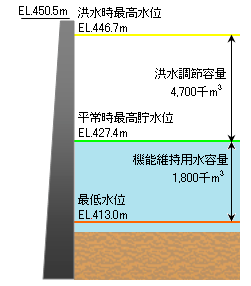 EL.450.5m
洪水時最高水位
EL.446.7m
洪水調節容量
4,700千m³
平常時最高貯水位
EL.427.4m
機能維持用水容量
1,800千m³
最低水位
EL.413.0m